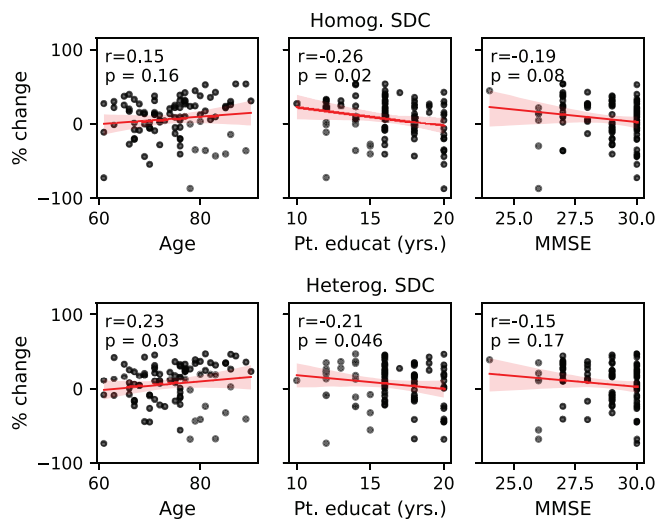 Homog. SDC
100
0
−100
% change
r=0.15
p = 0.16
r=−0.26
p = 0.02
r=−0.19
p = 0.08
60 80
10 15 20
25.0 27.5 30.0
Age
Pt. educat (yrs.)
MMSE
Heterog. SDC
100
0
−100
% change
r=0.23
p = 0.03
r=−0.21
p = 0.046
r=−0.15
p = 0.17
60 80
10 15 20
25.0 27.5 30.0
Age
Pt. educat (yrs.)
MMSE